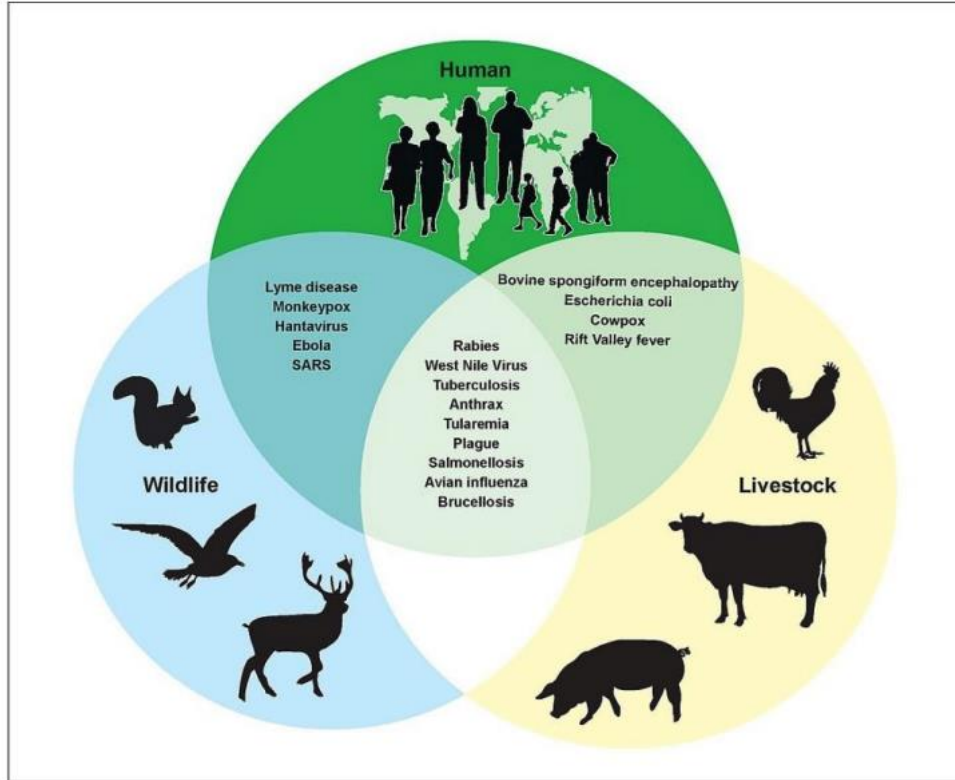 Human
Lyme disease
Monkeypox
Hantavirus
Ebola
SARS
Bovine spongiform encephalopathy
Escherichia coli
Cowpox
Rift Valley fever
Rabies
West Nile Virus
Tuberculosis
Anthrax
Tularemia
Plague
Salmonellosis
Avian influenza
Brucellosis
Wildlife
Livestock